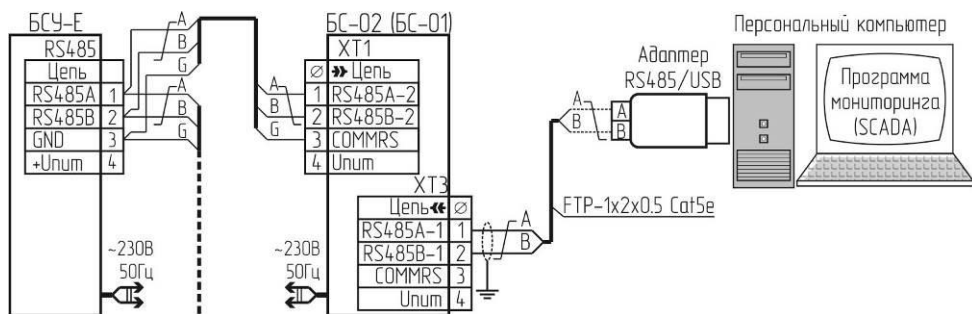 БСУ-Е
RS485
Цепь
RS485A 1
RS485B 2
GND 3
+Uпит 4
A
B
G
A
B
G
~230В
50Гц
БС-02 (БС-01)
XT1
Ø Цепь
1 RS485A-2
2 RS485B-2
3 COMMRS
4 Uпит
A
B
G
XT3
Цепь Ø
RS485A-1 1
RS485B-1 2
COMMRS 3
Uпит 4
~230В
50Гц
A
B
FTP-1x2x0.5 Cat5e
A
B
Адаптер
RS485/USB
A
B
Персональный компьютер
Программа
мониторинга
(SCADA)